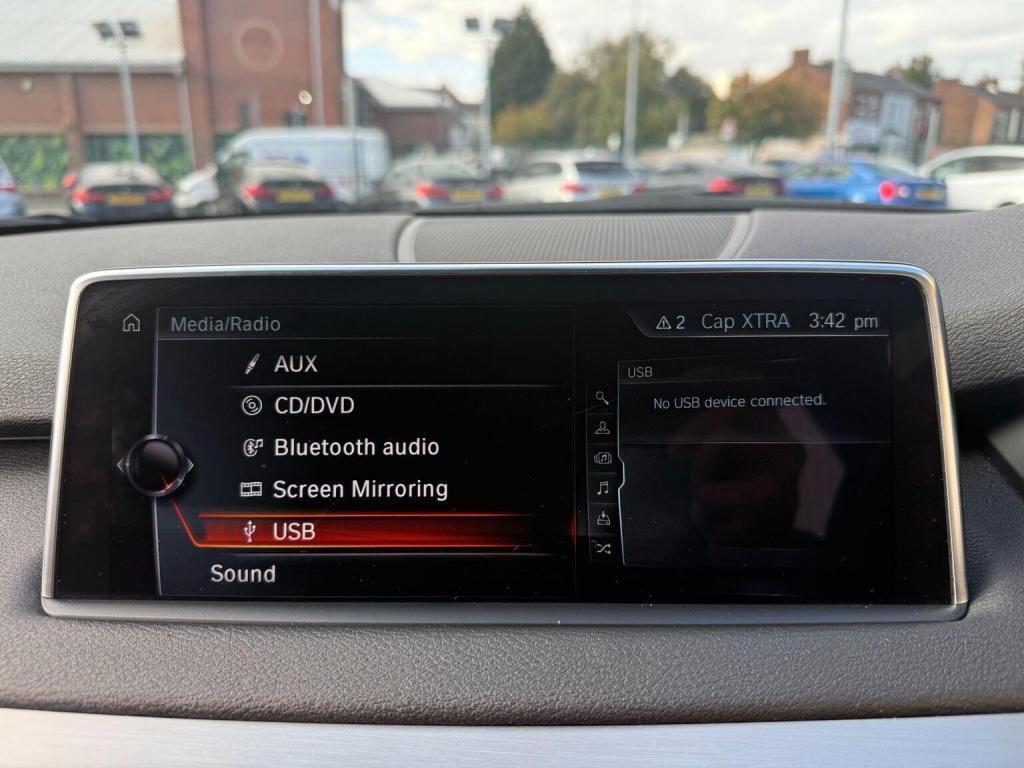 Media/Radio
2 Cap XTRA 3:42 pm
AUX
CD/DVD
Bluetooth audio
Screen Mirroring
USB
Sound
USB
No USB device connected.